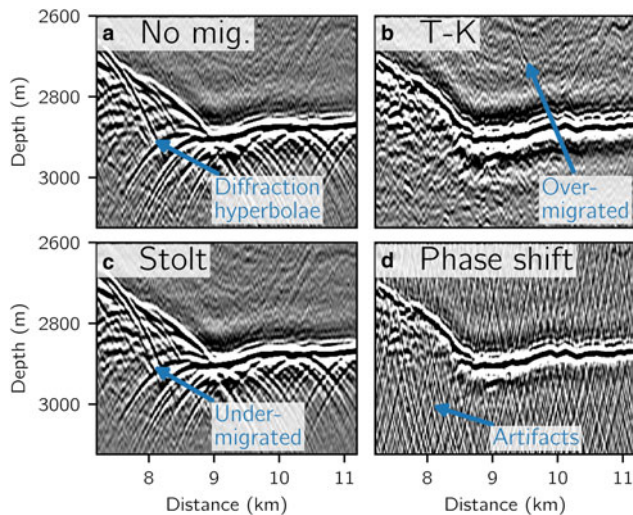 a No mig.
b T-K
2600
2800
3000
Depth (m)
Diffraction
hyperbolae
Over-
migrated
c Stolt
d Phase shift
2600
2800
3000
Depth (m)
Under-
migrated
Artifacts
8 9 10 11
8 9 10 11
Distance (km)
Distance (km)